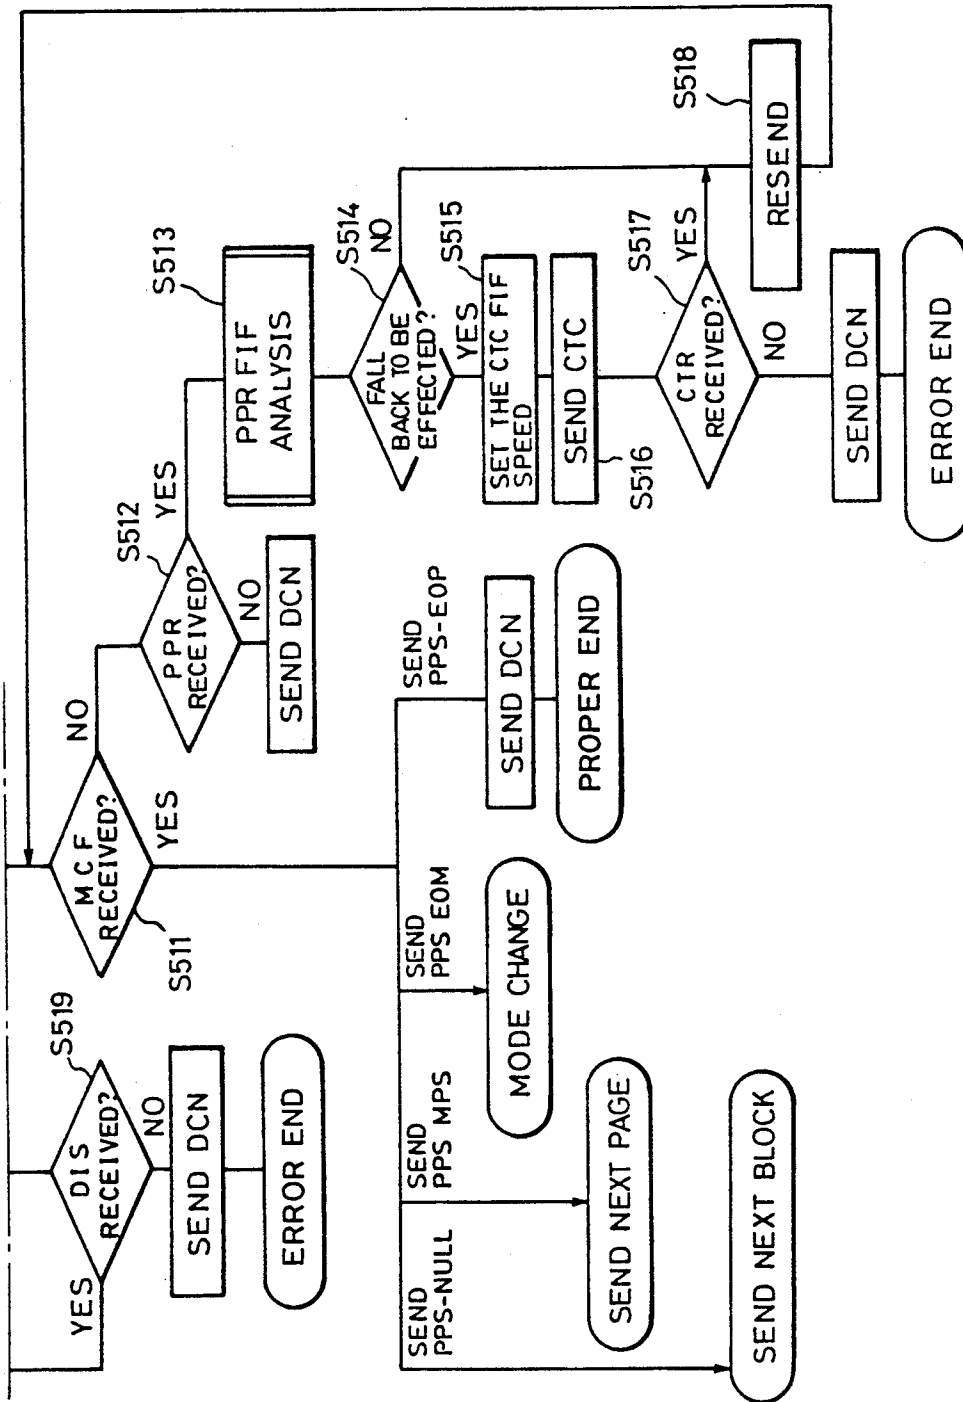 YES
DIS
RECEIVED?
S519
NO
SEND DCN
ERROR END
MCF
RECEIVED?
S511
NO
YES
PPR
RECEIVED?
S512
YES
NO
SEND DCN
PPR FIF
ANALYSIS
S513
FALL
BACK TO BE
EFFECTED?
S514
NO
YES
SET THE CTC FIF
SPEED
S515
SEND CTC
S516
CTR
RECEIVED?
S517
YES
NO
RESEND
S518
SEND DCN
ERROR END
SEND
PPS-NULL
SEND
PPS MPS
SEND
PPS EOM
SEND
PPS-EOP
SEND NEXT BLOCK
SEND NEXT PAGE
MODE CHANGE
SEND DCN
PROPER END